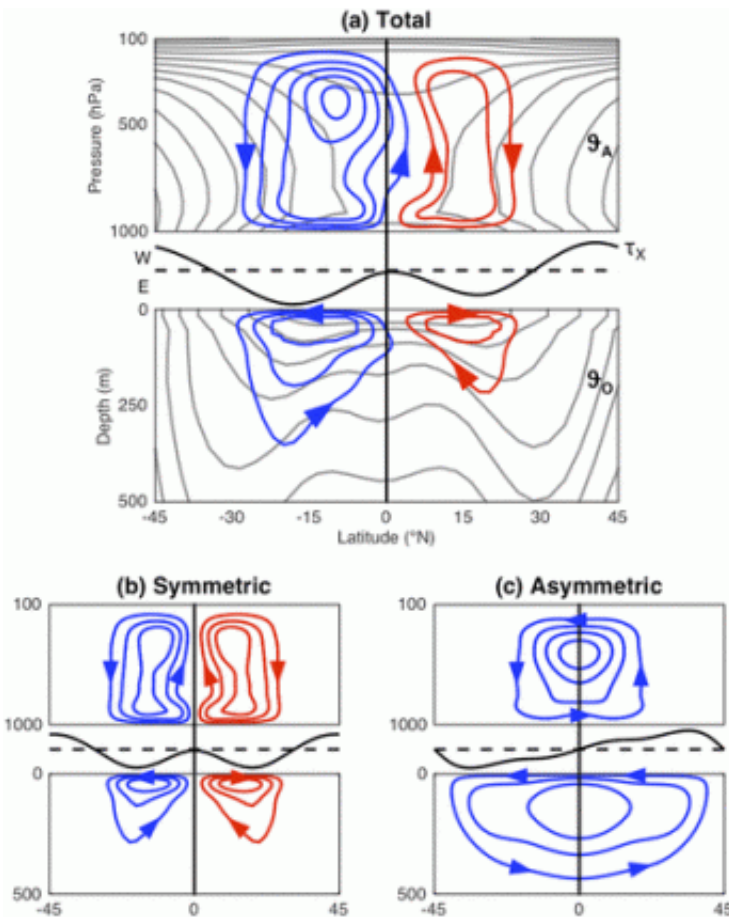 (a) Total
100
Pressure (hPa)
500
ϑA
1000
W
τX
E
0
Depth (m)
250
ϑO
500
-45 -30 -15 0 15 30 45
Latitude (°N)
(b) Symmetric (c) Asymmetric
100 100
1000 1000
0 0
500 500
-45 0 45 -45 0 45